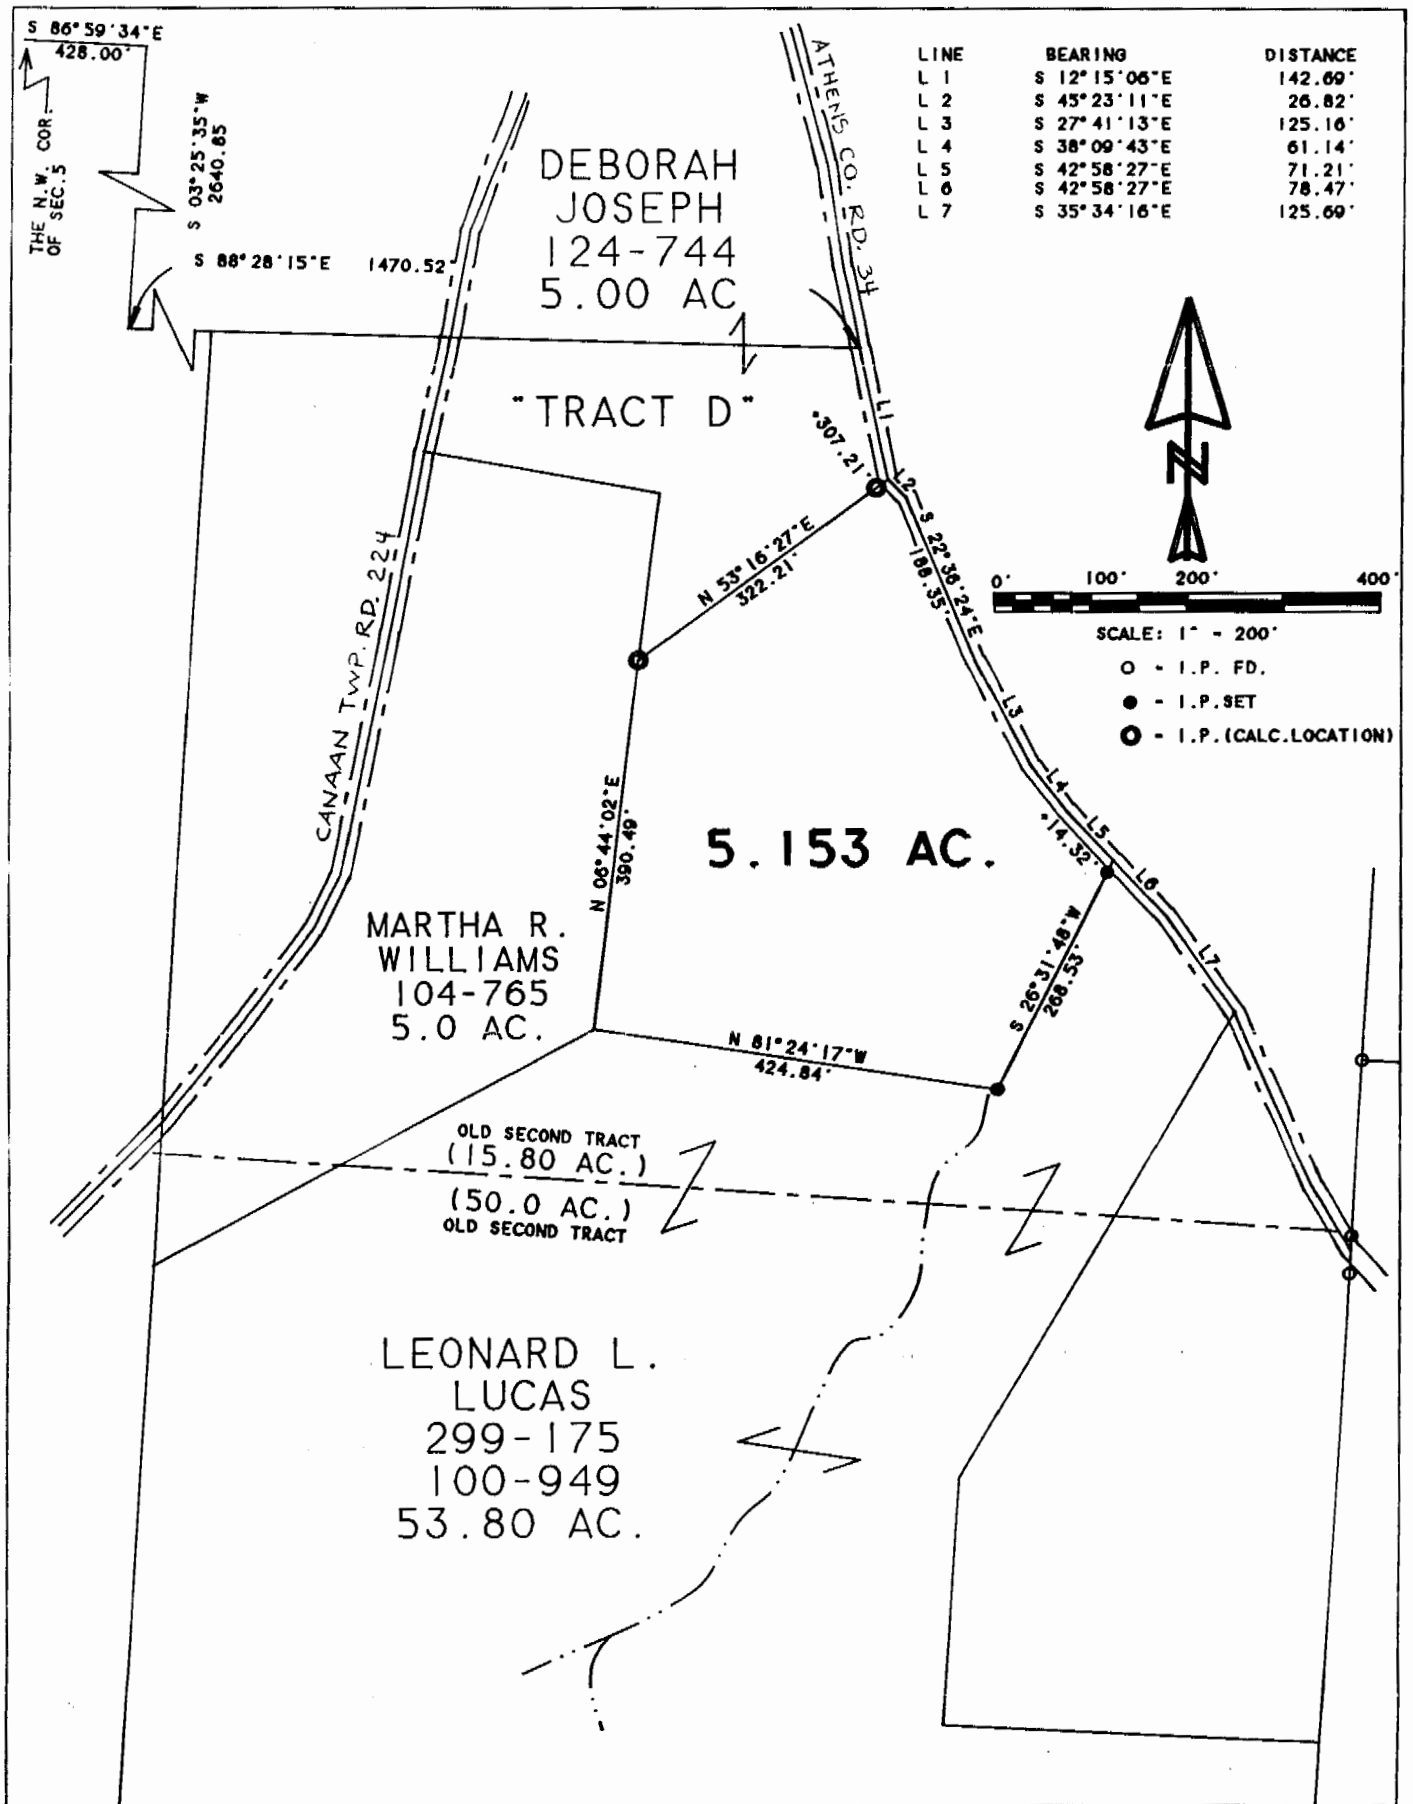 S 86°59'34"E
428.00'
THE N.W. COR.
OF SEC.5
S 03°25'35"W
2640.85
S 88°28'15"E 1470.52'
DEBORAH
JOSEPH
124-744
5.00 AC
ATHENS CO. RD. 34
LINE BEARING DISTANCE
L 1 S 12°15'06"E 142.69'
L 2 S 45°23'11"E 26.82'
L 3 S 27°41'13"E 125.16'
L 4 S 38°09'43"E 61.14'
L 5 S 42°58'27"E 71.21'
L 6 S 42°58'27"E 78.47'
L 7 S 35°34'16"E 125.69'
"TRACT D"
L1
L2
"307.21'
N 53°16'27"E
322.21'
S 22°36'24"E
188.35'
N
0' 100' 200' 400'
SCALE: 1" - 200'
O - I.P. FD.
● - I.P.SET
O - I.P.(CALC.LOCATION)
CANAAN TWP. RD. 224
L3
L4
L5
L6
L7
"14.32'
5.153 AC.
N 06°44'02"E
390.49'
MARTHA R.
WILLIAMS
104-765
5.0 AC.
S 26°31'48"W
268.53'
N 81°24'17"W
424.84'
OLD SECOND TRACT
(15.80 AC.)
(50.0 AC.)
OLD SECOND TRACT
LEONARD L.
LUCAS
299-175
100-949
53.80 AC.